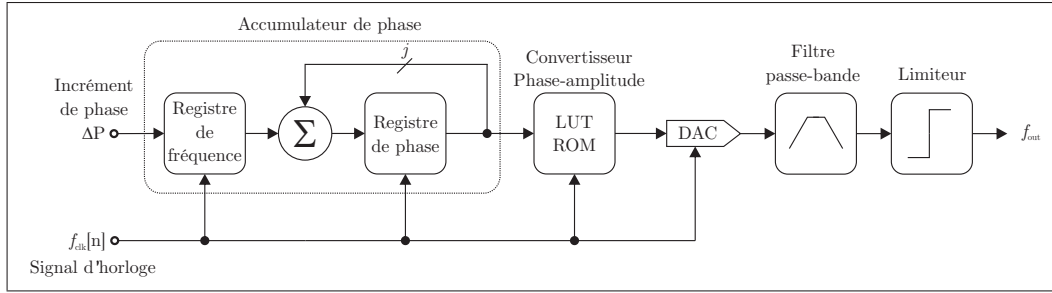 Accumulateur de phase
j
Incrément
de phase
ΔP
Registre
de
fréquence
Σ
Registre
de phase
Convertisseur
Phase-amplitude
LUT
ROM
DAC
Filtre
passe-bande
Limiteur
fout
fclk[n]
Signal d'horloge